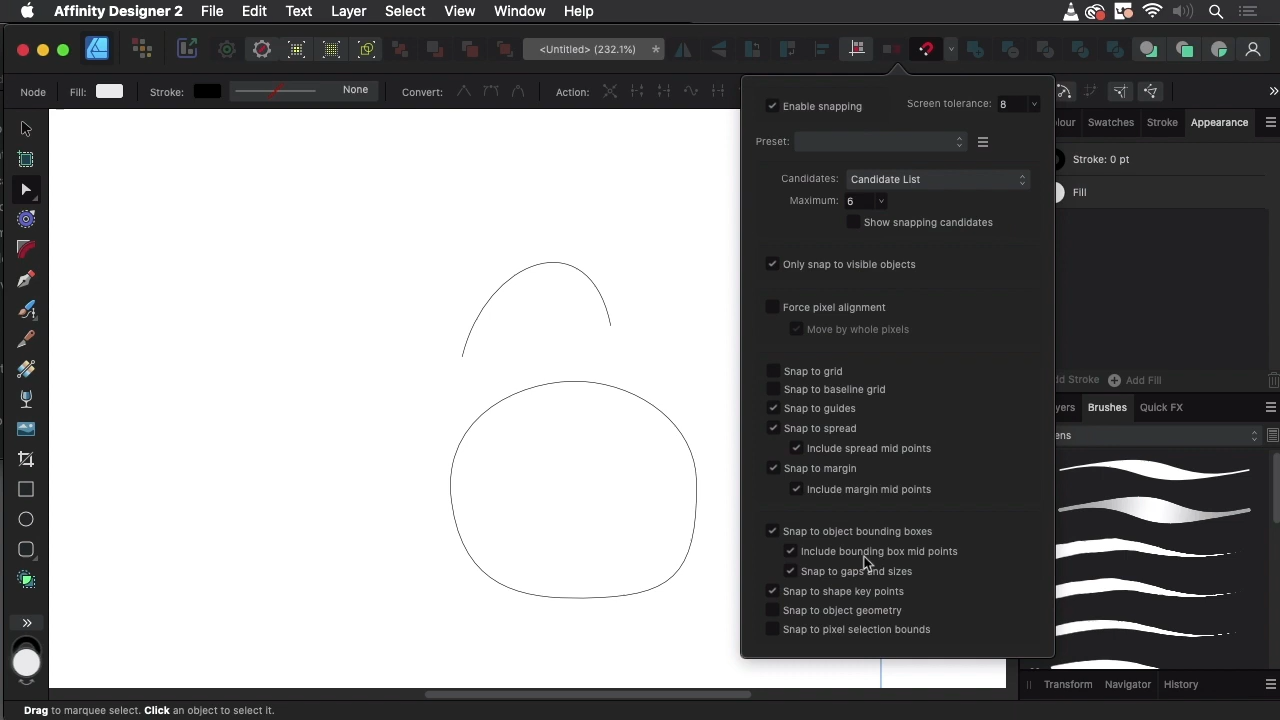 Affinity Designer 2 File Edit Text Layer Select View Window Help
<Untitled> (232.1%) *
Node Fill: Stroke: None Convert: Action:
Enable snapping Screen tolerance: 8
Preset:
Candidates: Candidate List
Maximum: 6
Show snapping candidates
Only snap to visible objects
Force pixel alignment
Move by whole pixels
Snap to grid
Snap to baseline grid
Snap to guides
Snap to spread
Include spread mid points
Snap to margin
Include margin mid points
Snap to object bounding boxes
Include bounding box mid points
Snap to gaps and sizes
Snap to shape key points
Snap to object geometry
Snap to pixel selection bounds
olour Swatches Stroke Appearance
Stroke: 0 pt
Fill
dd Stroke Add Fill
yers Brushes Quick FX
ens
Transform Navigator History
Drag to marquee select. Click an object to select it.